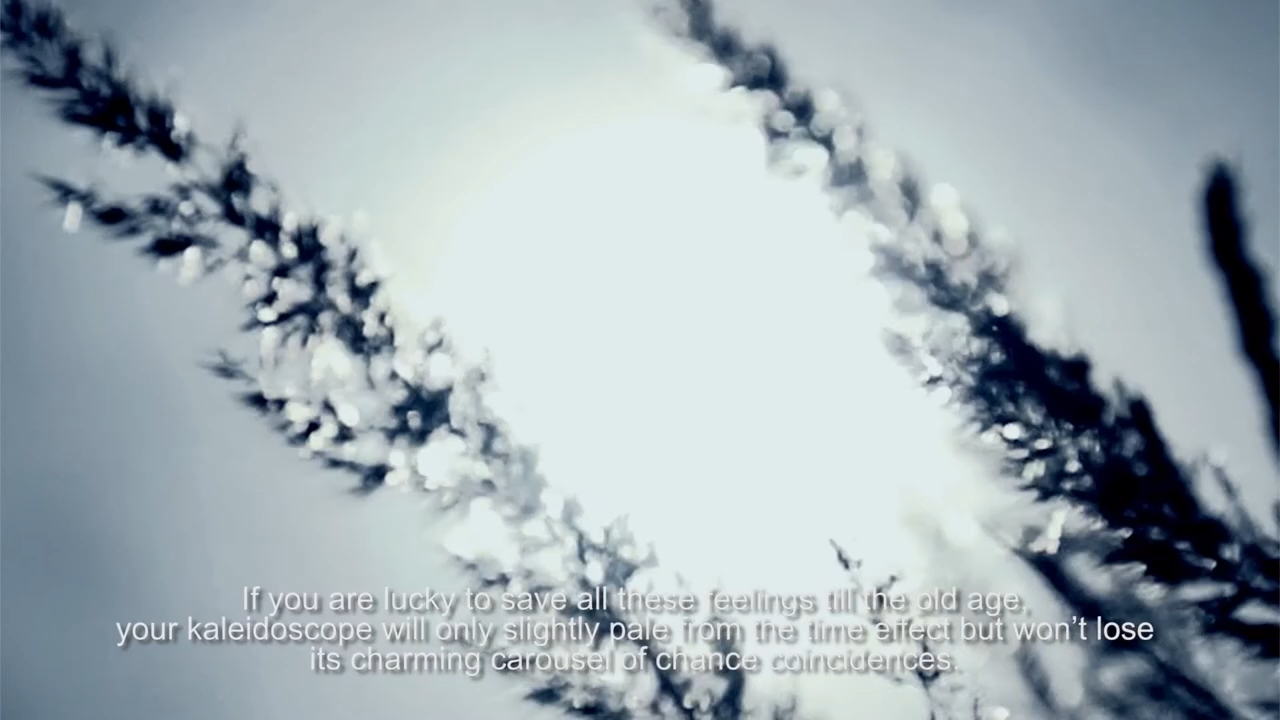 If you are lucky to save all these feelings till the old age,
your kaleidoscope will only slightly pale from the time effect but won't lose
its charming carousel of chance coincidences.